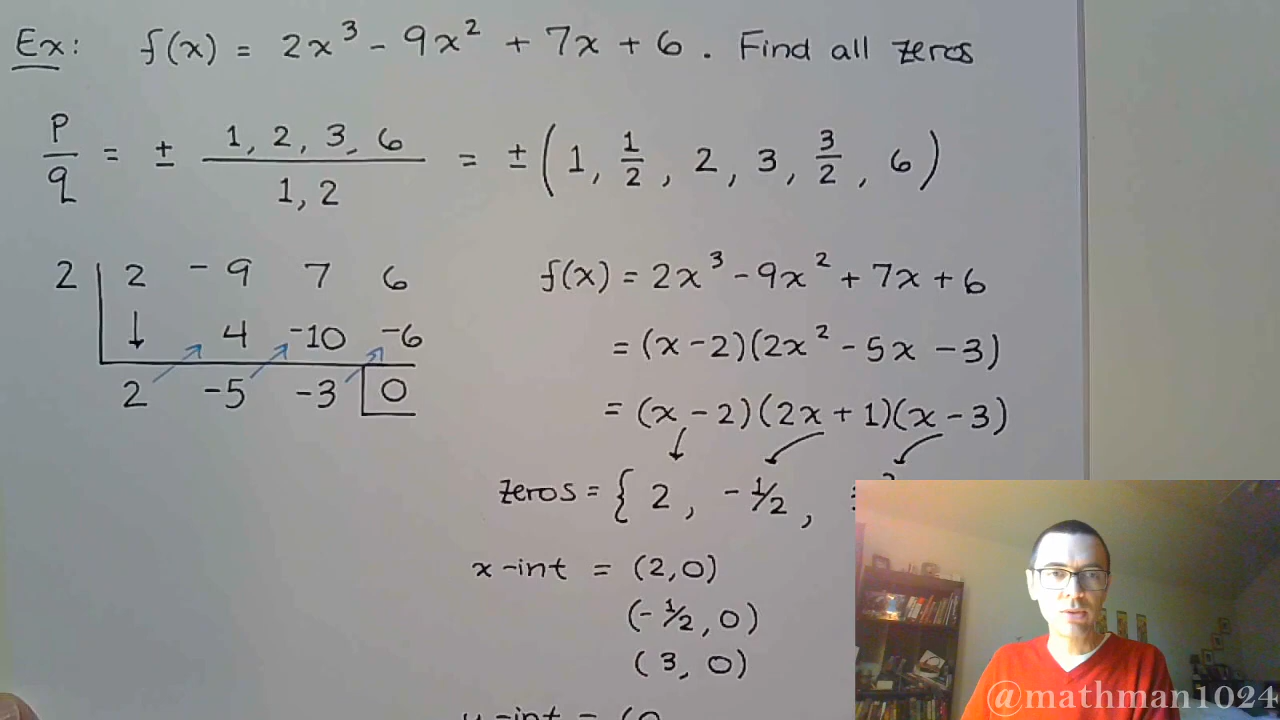 Ex: f(x) = 2x³ - 9x² + 7x + 6. Find all zeros
p/q = ± (1, 2, 3, 6)/(1, 2) = ± (1, 1/2, 2, 3, 3/2, 6)
2 | 2 -9 7 6
↓ 4 -10 -6
2 -5 -3 0
f(x) = 2x³ - 9x² + 7x + 6
= (x - 2)(2x² - 5x - 3)
= (x - 2)(2x + 1)(x - 3)
zeros = { 2, -1/2,
x-int = (2, 0)
(-1/2, 0)
(3, 0)
y-int = (0
@mathman1024